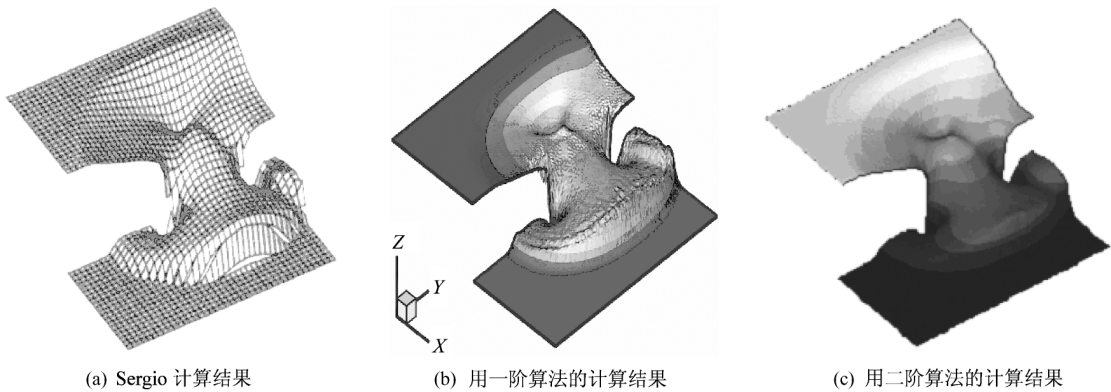 Z
Y
X
(a) Sergio 计算结果
(b) 用一阶算法的计算结果
(c) 用二阶算法的计算结果